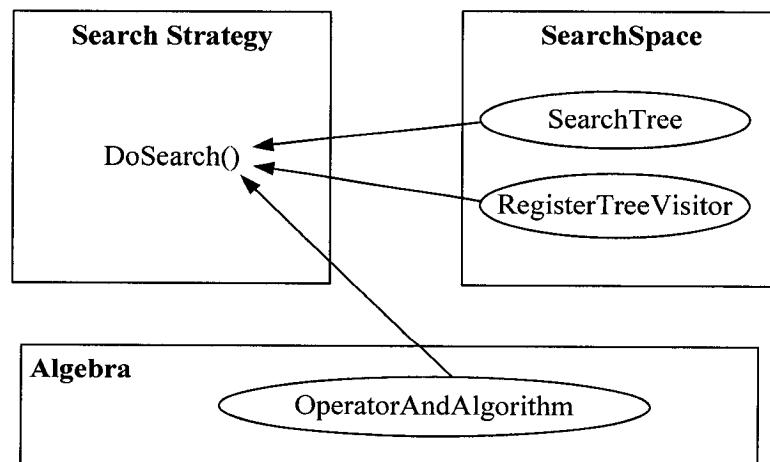 Search Strategy
SearchSpace
SearchTree
DoSearch()
RegisterTreeVisitor
Algebra
OperatorAndAlgorithm